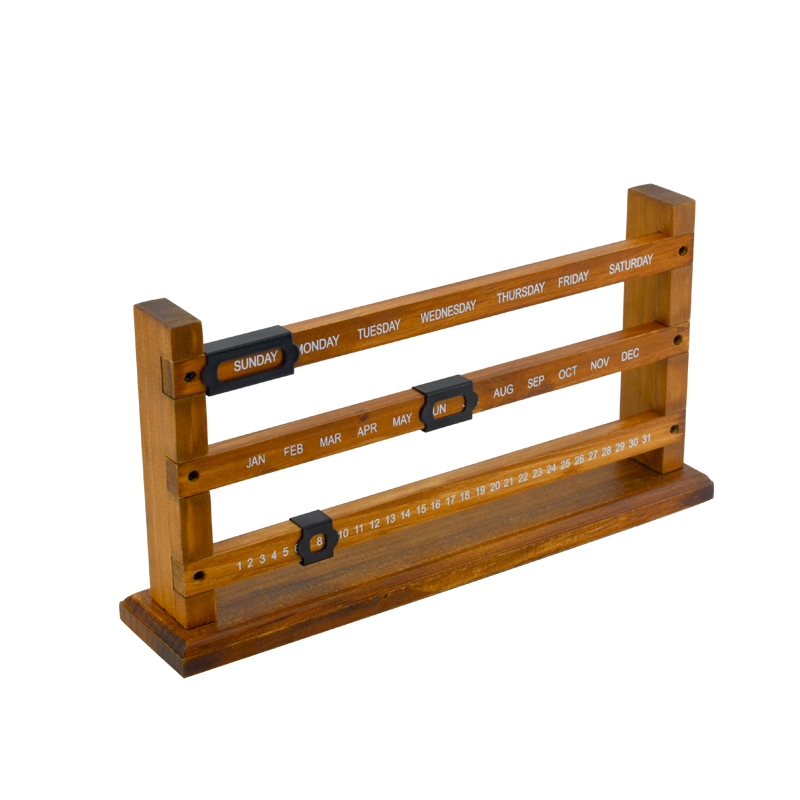 SUNDAY MONDAY TUESDAY WEDNESDAY THURSDAY FRIDAY SATURDAY
JAN FEB MAR APR MAY UN AUG SEP OCT NOV DEC
1 2 3 4 5 8 10 11 12 13 14 15 16 17 18 19 20 21 22 23 24 25 26 27 28 29 30 31